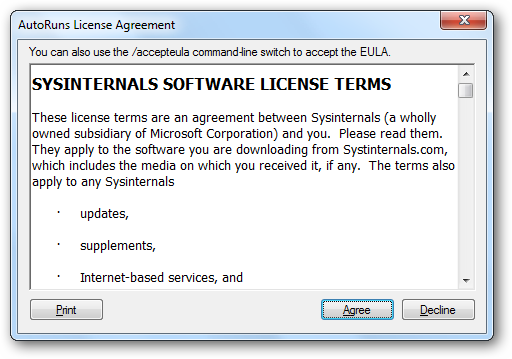 AutoRuns License Agreement
You can also use the /accepteula command-line switch to accept the EULA.
SYSINTERNALS SOFTWARE LICENSE TERMS
These license terms are an agreement between Sysinternals (a wholly
owned subsidiary of Microsoft Corporation) and you.  Please read them.
They apply to the software you are downloading from Systinternals.com,
which includes the media on which you received it, if any.  The terms also
apply to any Sysinternals
· updates,
· supplements,
· Internet-based services, and
Print
Agree
Decline